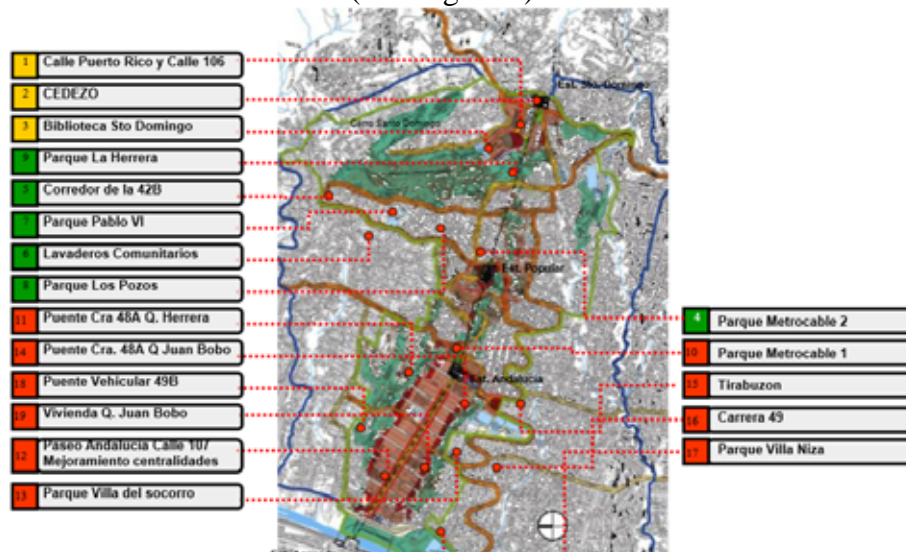 1 Calle Puerto Rico y Calle 106
2 CEDEZO
3 Biblioteca Sto Domingo
9 Parque La Herrera
5 Corredor de la 42B
7 Parque Pablo VI
6 Lavaderos Comunitarios
8 Parque Los Pozos
11 Puente Cra 48A Q. Herrera
14 Puente Cra. 48A Q Juan Bobo
18 Puente Vehicular 49B
19 Vivienda Q. Juan Bobo
12 Paseo Andalucia Calle 107
Mejoramiento centralidades
13 Parque Villa del socorro
Est. Sto. Domingo
Cerro Santo Domingo
Est. Popular
Est. Andalucia
4 Parque Metrocable 2
10 Parque Metrocable 1
15 Tirabuzon
16 Carrera 49
17 Parque Villa Niza